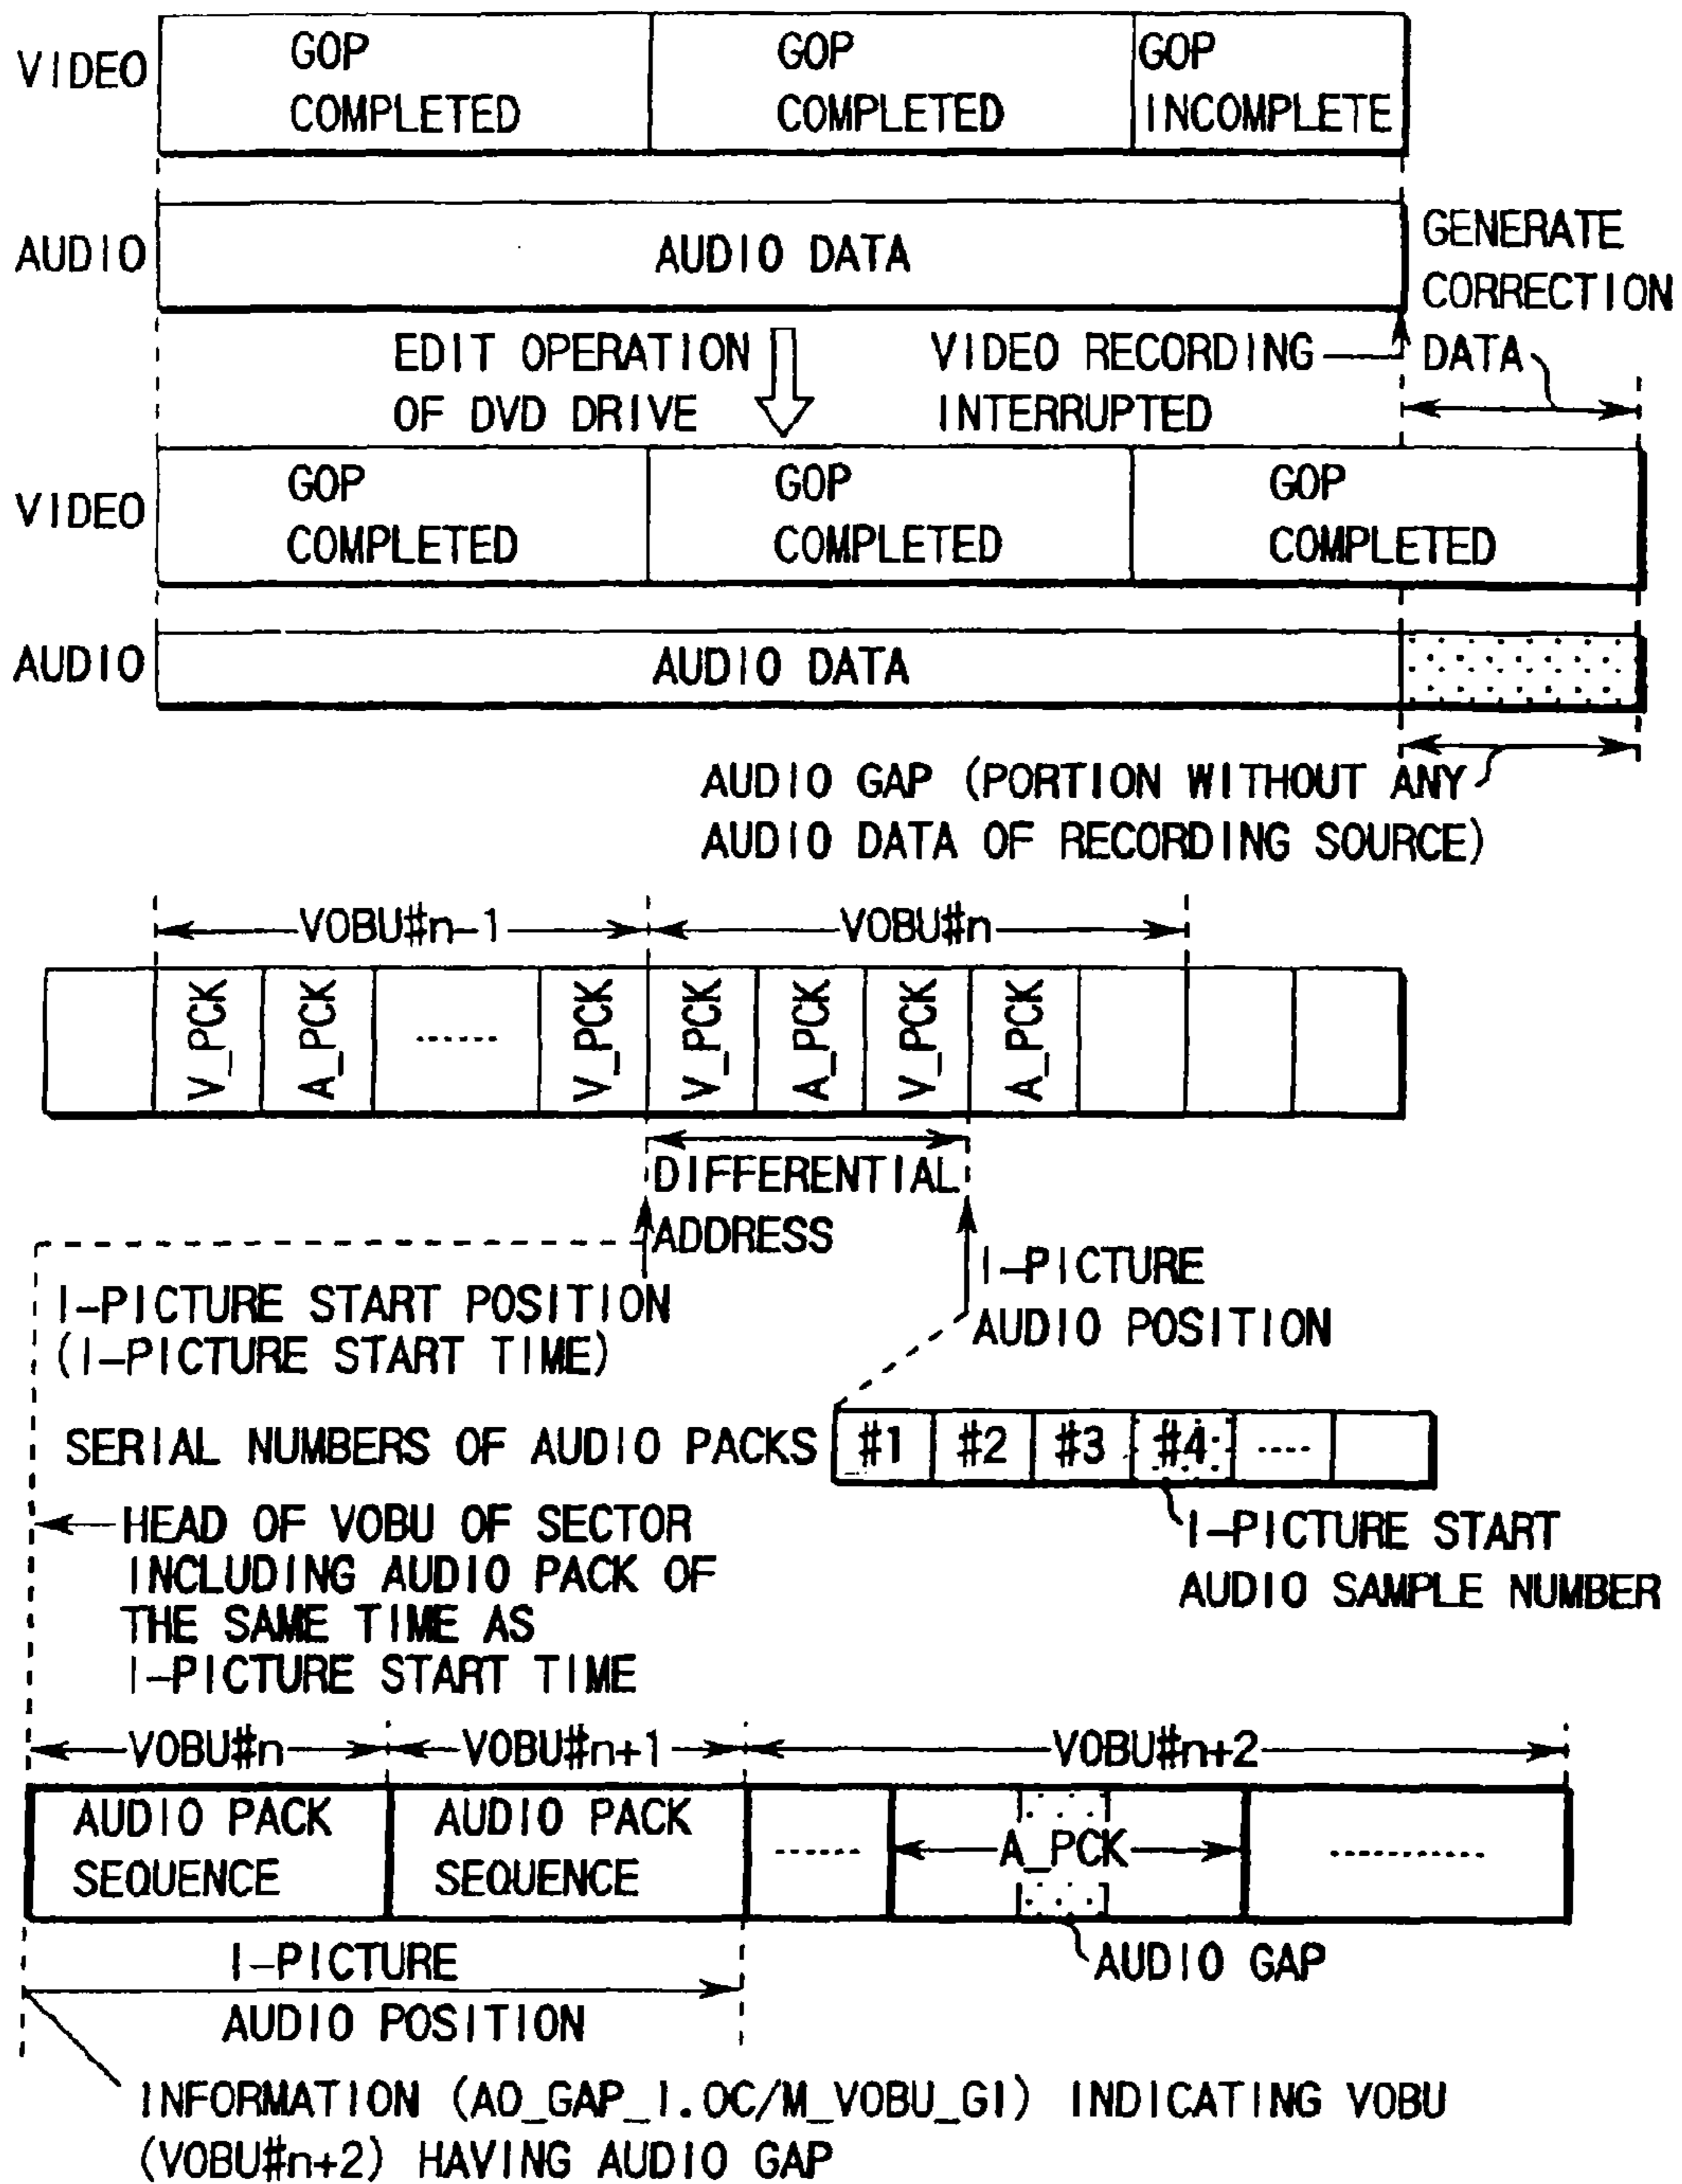 VIDEO
GOP
COMPLETED
GOP
COMPLETED
GOP
INCOMPLETE
AUDIO
AUDIO DATA
GENERATE
CORRECTION
DATA
EDIT OPERATION
OF DVD DRIVE
VIDEO RECORDING
INTERRUPTED
VIDEO
GOP
COMPLETED
GOP
COMPLETED
GOP
COMPLETED
AUDIO
AUDIO DATA
AUDIO GAP (PORTION WITHOUT ANY
AUDIO DATA OF RECORDING SOURCE)
VOBU#n-1
VOBU#n
V_PCK
A_PCK
------
V_PCK
V_PCK
A_PCK
V_PCK
A_PCK
DIFFERENTIAL
ADDRESS
I-PICTURE START POSITION
(I-PICTURE START TIME)
I-PICTURE
AUDIO POSITION
SERIAL NUMBERS OF AUDIO PACKS
#1 #2 #3 #4 ----
HEAD OF VOBU OF SECTOR
INCLUDING AUDIO PACK OF
THE SAME TIME AS
I-PICTURE START TIME
I-PICTURE START
AUDIO SAMPLE NUMBER
VOBU#n
VOBU#n+1
VOBU#n+2
AUDIO PACK
SEQUENCE
AUDIO PACK
SEQUENCE
------
A_PCK
-----------
AUDIO GAP
I-PICTURE
AUDIO POSITION
INFORMATION (AO_GAP_I.OC/M_VOBU_GI) INDICATING VOBU
(VOBU#n+2) HAVING AUDIO GAP